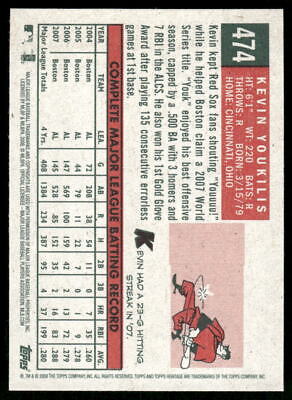 474
KEVIN YOUKILIS
HT: 6'1" WT: 220 BATS: R
THROWS: R BORN: 3/15/79
HOME: CINCINNATI, OHIO
Kevin kept Red Sox fans shouting "Youuuu!"
while he helped Boston claim a 2007 World
Series title. "Youk" enjoyed his best offensive
season, capped by a .500 BA with 3 homers and
7 RBI in the ALCS. He also won his 1st Gold Glove
Award after playing 135 consecutive errorless
games at 1st base.
KEVIN HAD A 23-G HITTING
STREAK IN '07.
COMPLETE MAJOR LEAGUE BATTING RECORD
YEAR TEAM LEA. G AB R H 2B 3B HR RBI AVG.
2004 Boston AL 72 208 38 54 11 0 7 35 .260
2005 Boston AL 44 79 11 22 7 0 1 9 .278
2006 Boston AL 147 569 100 159 42 2 13 72 .279
2007 Boston AL 145 528 85 152 35 2 16 83 .288
Major League Totals 4 Yrs. 408 1384 234 387 95 4 37 199 .280
TOPPS